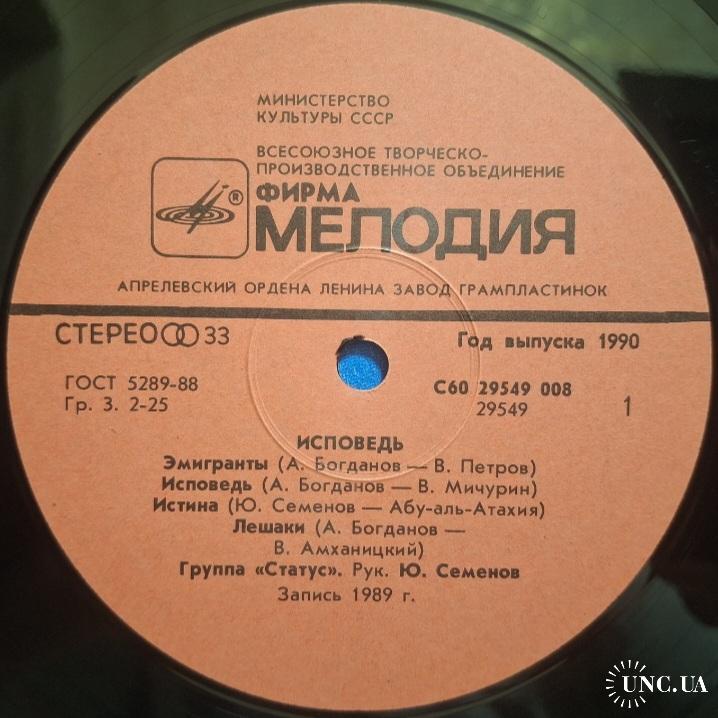 МИНИСТЕРСТВО
КУЛЬТУРЫ СССР
ВСЕСОЮЗНОЕ ТВОРЧЕСКО-
ПРОИЗВОДСТВЕННОЕ ОБЪЕДИНЕНИЕ
ФИРМА
®
МЕЛОДИЯ
АПРЕЛЕВСКИЙ ОРДЕНА ЛЕНИНА ЗАВОД ГРАМПЛАСТИНОК
СТЕРЕО 33
Год выпуска 1990
ГОСТ 5289-88
Гр. 3. 2-25
С60 29549 008
29549
1
ИСПОВЕДЬ
Эмигранты (А. Богданов — В. Петров)
Исповедь (А. Богданов — В. Мичурин)
Истина (Ю. Семенов — Абу-аль-Атахия)
Лешаки (А. Богданов —
В. Амханицкий)
Группа «Статус». Рук. Ю. Семенов
Запись 1989 г.
UNC.UA